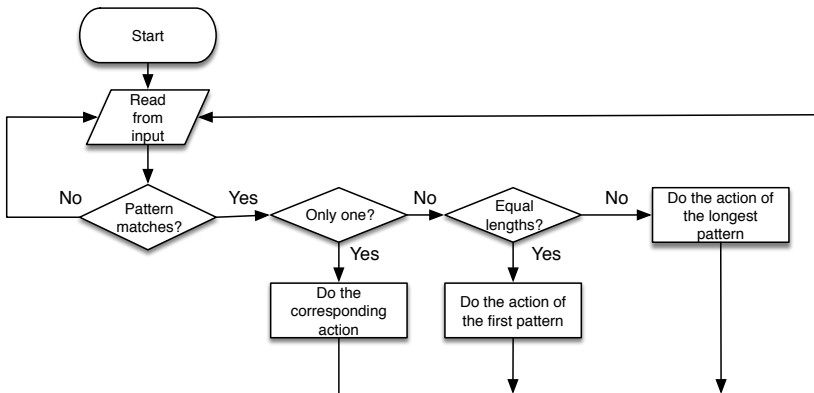 Start
Read
from
input
No
Pattern
matches?
Yes
Only one?
No
Equal
lengths?
No
Do the action of
the longest
pattern
Yes
Yes
Do the
corresponding
action
Do the action of
the first pattern